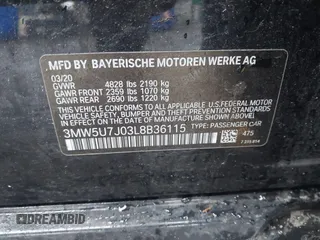 MFD BY BAYERISCHE MOTOREN WERKE AG
03/20
GVWR 4828 lbs 2190 kg
GAWR FRONT 2359 lbs 1070 kg
GAWR REAR 2690 lbs 1220 kg
THIS VEHICLE CONFORMS TO ALL APPLICABLE U.S. FEDERAL MOTOR
VEHICLE SAFETY, BUMPER, AND THEFT PREVENTION STANDARDS
IN EFFECT ON THE DATE OF MANUFACTURE SHOWN ABOVE.
3MW5U7J03L8B36115 TYPE: PASSENGER CAR
475
DREAMBID